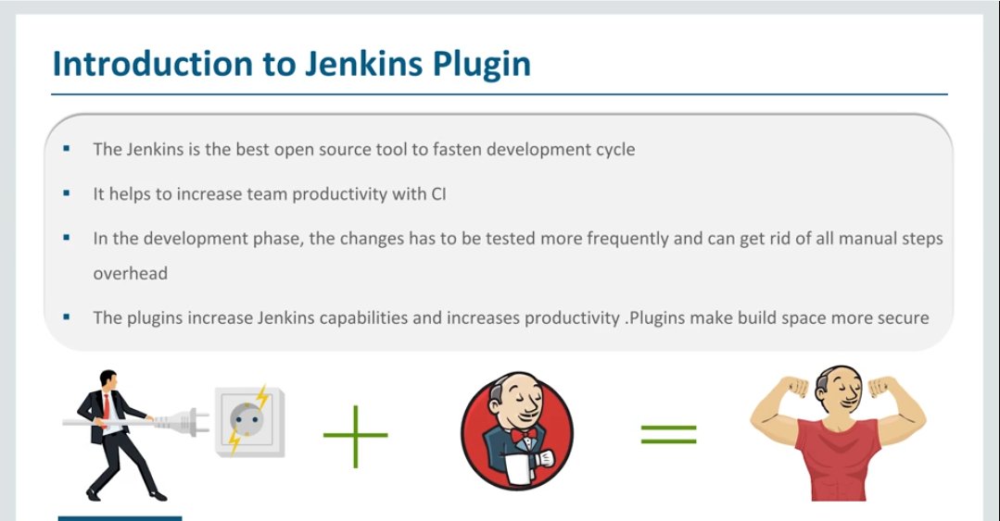 Introduction to Jenkins Plugin
The Jenkins is the best open source tool to fasten development cycle
It helps to increase team productivity with CI
In the development phase, the changes has to be tested more frequently and can get rid of all manual steps
overhead
The plugins increase Jenkins capabilities and increases productivity .Plugins make build space more secure